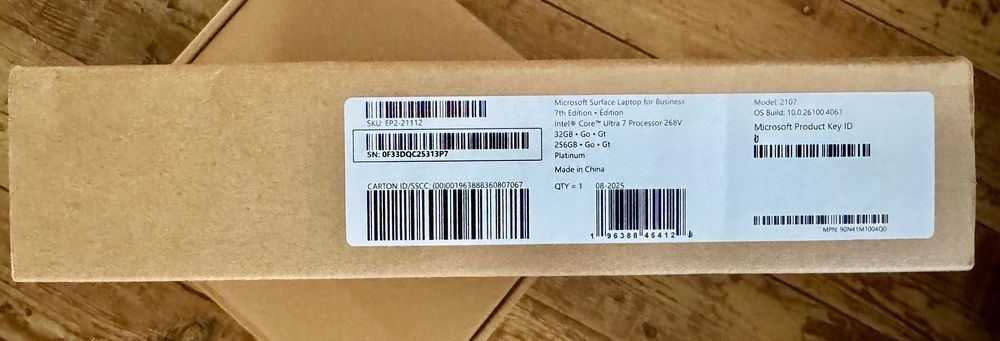 SKU: EP2-21112
SN: 0F33DQC25313P7
CARTON ID/SSCC: (00)001963888360807067
Microsoft Surface Laptop for Business
7th Edition • Édition
Intel® Core™ Ultra 7 Processor 268V
32GB • Go • Gt
256GB • Go • Gt
Platinum
Made in China
QTY = 1 08-2025
1 96388 45412
Model: 2107
OS Build: 10.0.26100.4061
Microsoft Product Key ID
MPN: 90N41M1004Q0